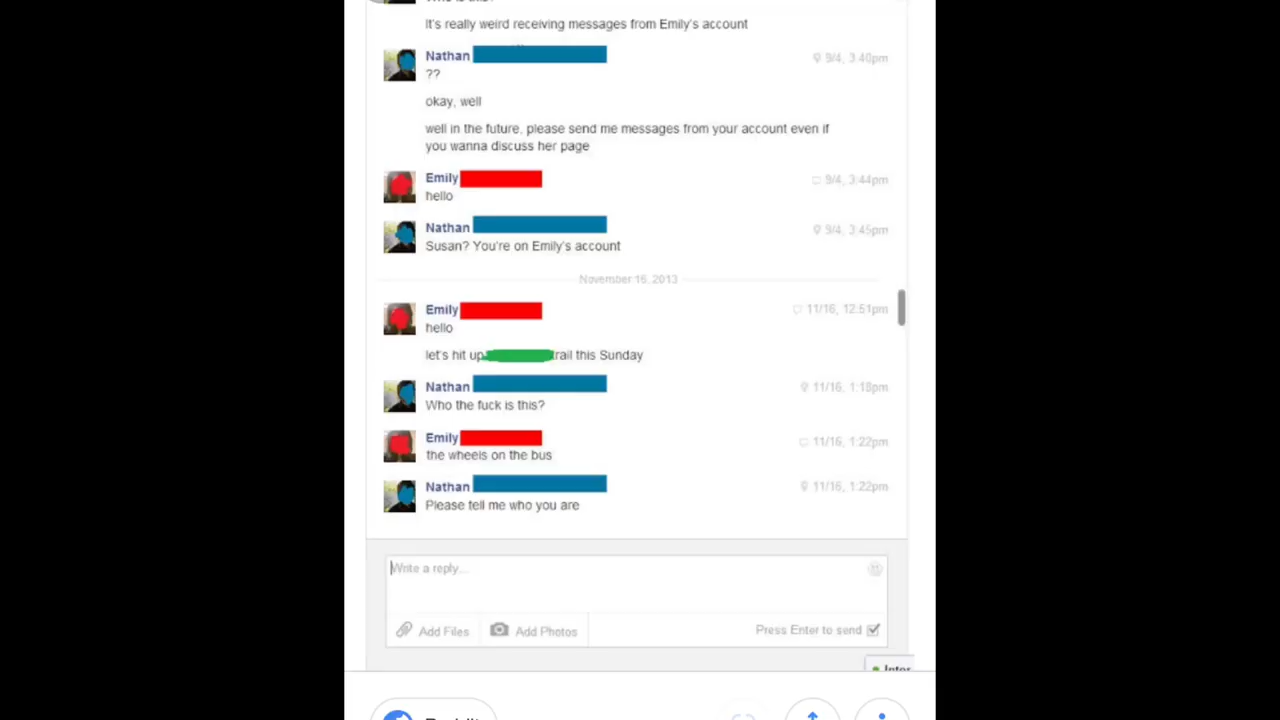 It's really weird receiving messages from Emily's account
Nathan
9/4, 3:40pm
??
okay, well
well in the future, please send me messages from your account even if
you wanna discuss her page
Emily
9/4, 3:44pm
hello
Nathan
9/4, 3:45pm
Susan? You're on Emily's account
November 16, 2013
Emily
11/16, 12:51pm
hello
let's hit up rail this Sunday
Nathan
11/16, 1:18pm
Who the fuck is this?
Emily
11/16, 1:22pm
the wheels on the bus
Nathan
11/16, 1:22pm
Please tell me who you are
Write a reply...
Add Files
Add Photos
Press Enter to send